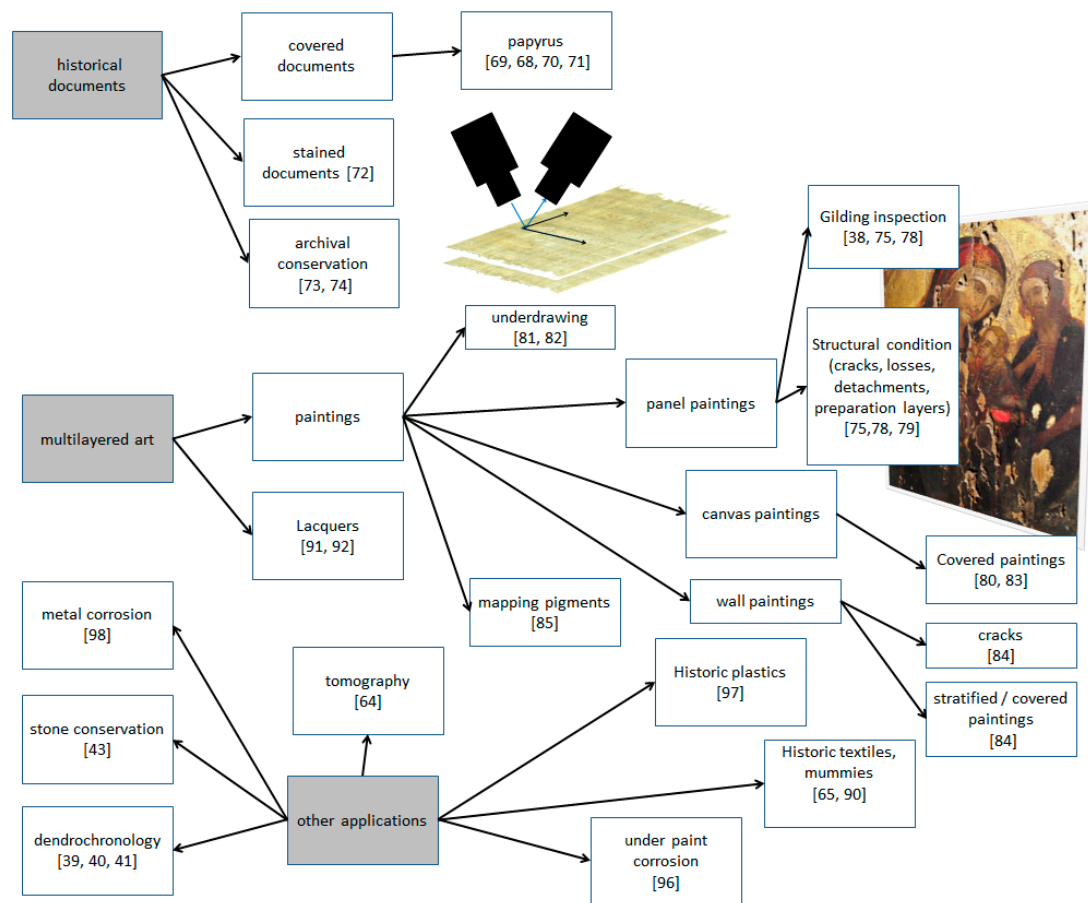 historical
documents
covered
documents
papyrus
[69, 68, 70, 71]
stained
documents [72]
archival
conservation
[73, 74]
Gilding inspection
[38, 75, 78]
underdrawing
[81, 82]
Structural condition
(cracks, losses,
detachments,
preparation layers)
[75,78, 79]
multilayered art
paintings
panel paintings
Lacquers
[91, 92]
canvas paintings
Covered paintings
[80, 83]
mapping pigments
[85]
wall paintings
cracks
[84]
stratified / covered
paintings
[84]
metal corrosion
[98]
tomography
[64]
Historic plastics
[97]
stone conservation
[43]
Historic textiles,
mummies
[65, 90]
other applications
dendrochronology
[39, 40, 41]
under paint
corrosion
[96]